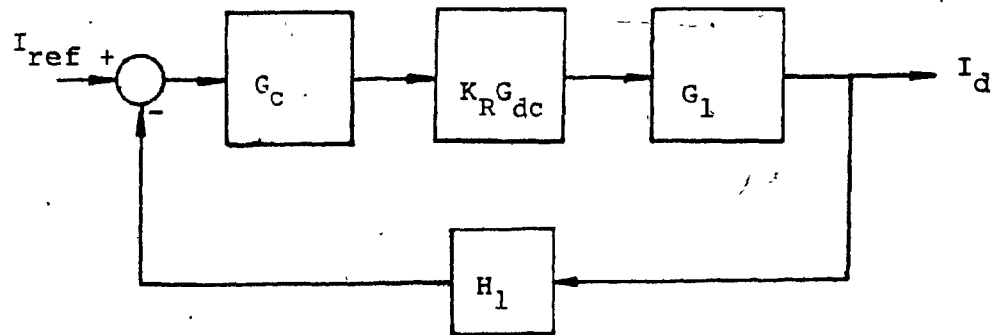 I_ref +
-
G_c
K_R G_dc
G_1
I_d
H_1